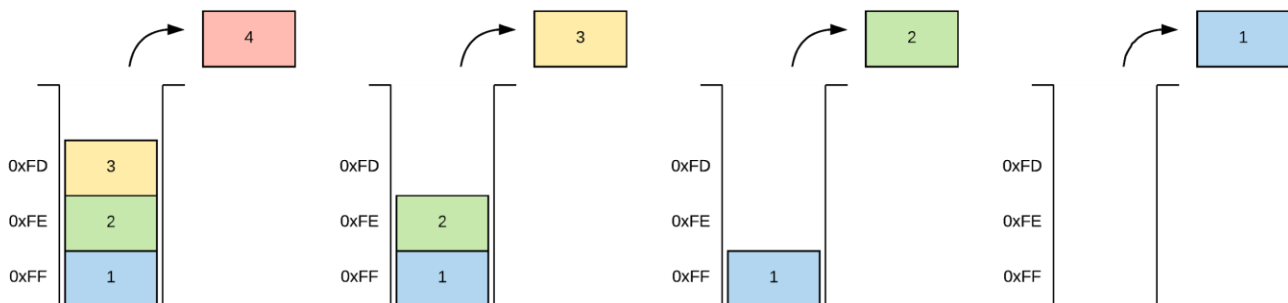 4 3 2 1
0xFD 3 0xFD 0xFD 0xFD
0xFE 2 0xFE 2 0xFE 0xFE
0xFF 1 0xFF 1 0xFF 1 0xFF